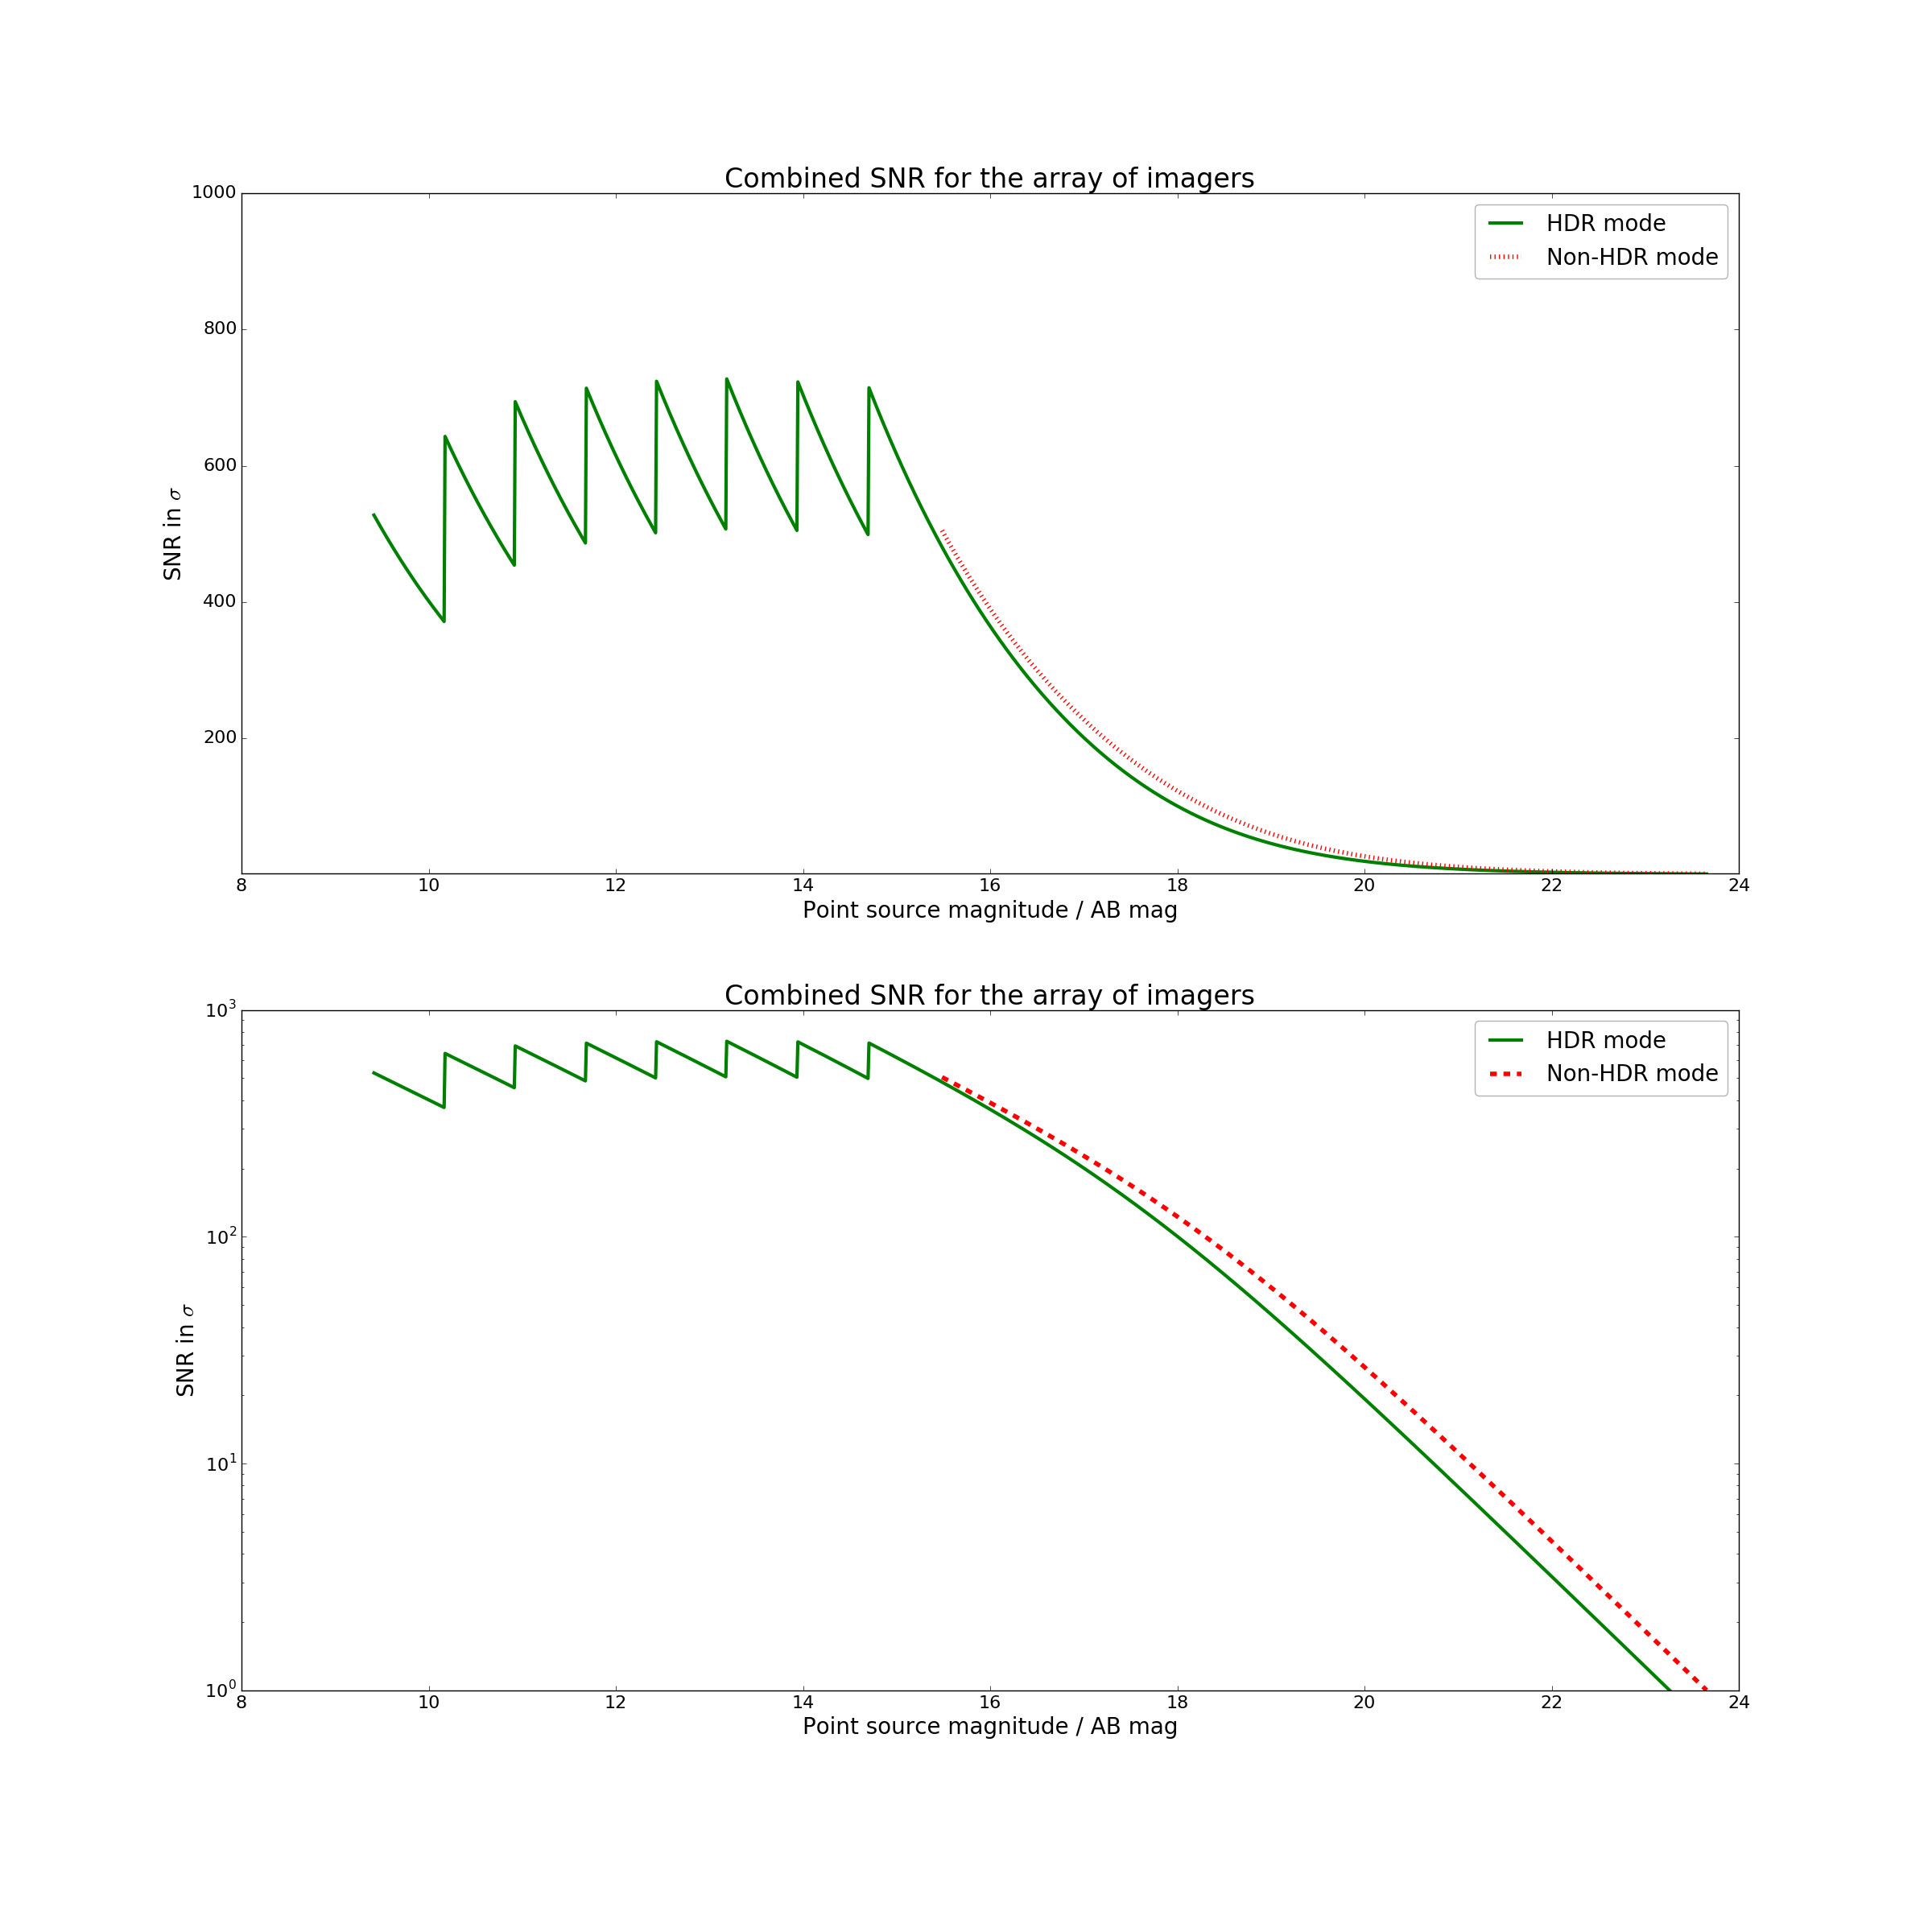 Combined SNR for the array of imagers
1000
800
600
400
200
SNR in σ
HDR mode
Non-HDR mode
8 10 12 14 16 18 20 22 24
Point source magnitude / AB mag
Combined SNR for the array of imagers
10³
10²
10¹
10⁰
SNR in σ
HDR mode
Non-HDR mode
8 10 12 14 16 18 20 22 24
Point source magnitude / AB mag